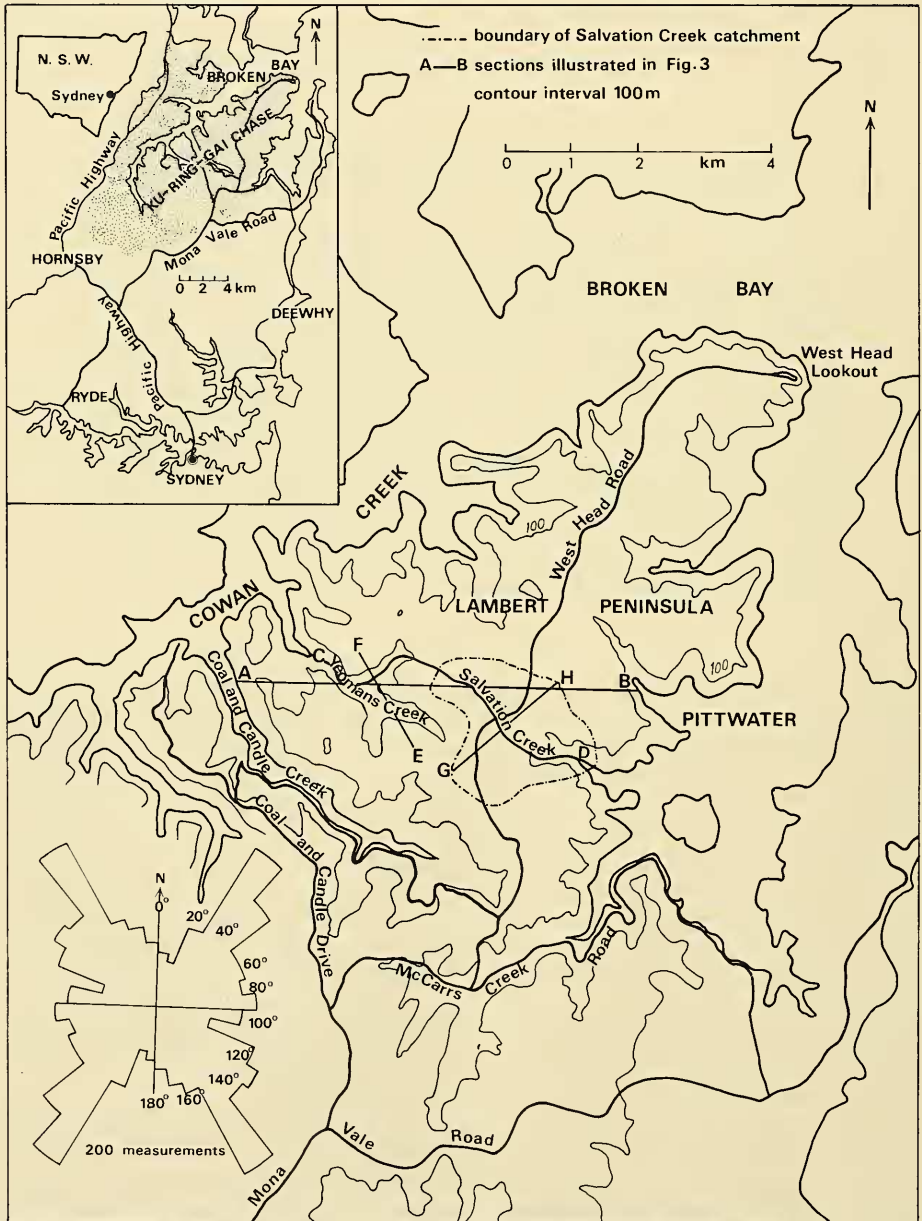 N. S. W.
Sydney
N
BROKEN BAY
Pacific Highway
KU-RING-GAI CHASE
Mona Vale Road
HORNSBY
0 2 4 km
DEEWHY
Pacific Highway
RYDE
SYDNEY
boundary of Salvation Creek catchment
A—B sections illustrated in Fig.3
contour interval 100m
N
0 1 2 4
km
BROKEN BAY
West Head
Lookout
West Head Road
COWAN CREEK
100
LAMBERT PENINSULA
100
F
C
A
Yeomans Creek
Salvation Creek
H
B
PITTWATER
E
G
D
Coal and Candle Creek
Coal—and Candle Drive
McCarrs Creek Road
Mona Vale Road
N
0°
20°
40°
60°
80°
100°
120°
140°
160°
180°
200 measurements